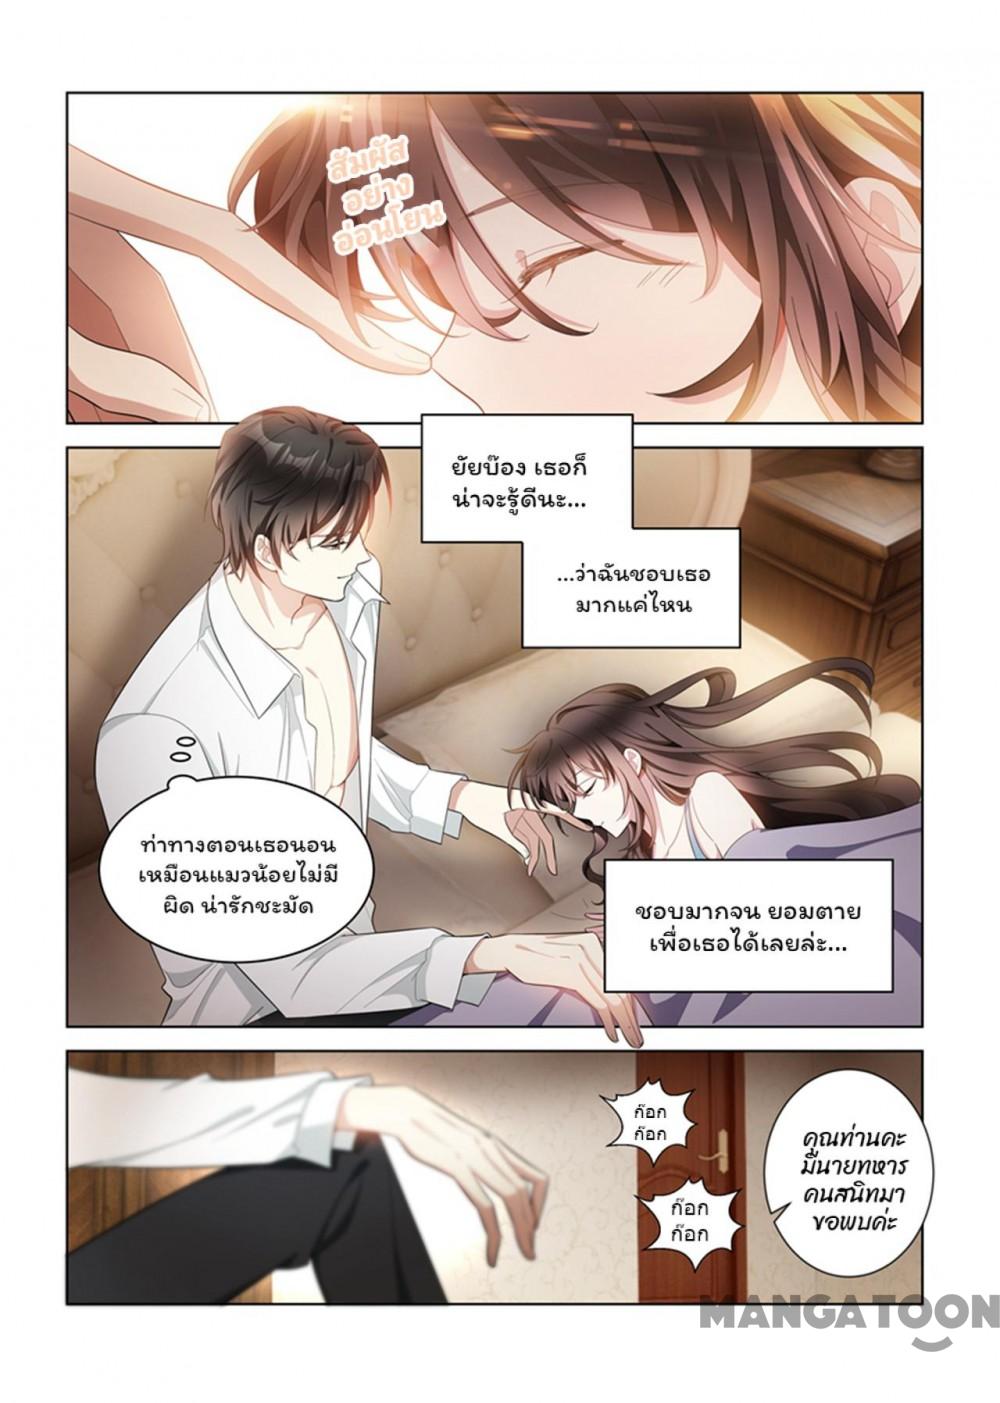 สัมผัส
อย่าง
อ่อนโยน
ยัยบ๊อง เธอก็
น่าจะรู้ดีนะ...
...ว่าฉันชอบเธอ
มากแค่ไหน
ท่าทางตอนเธอนอน
เหมือนแมวน้อยไม่มี
ผิด น่ารักชะมัด
ชอบมากจน ยอมตาย
เพื่อเธอได้เลยล่ะ...
ก๊อก
ก๊อก
คุณท่านคะ
มีนายทหาร
คนสนิทมา
ขอพบค่ะ
ก๊อก
ก๊อก
MANGATOON